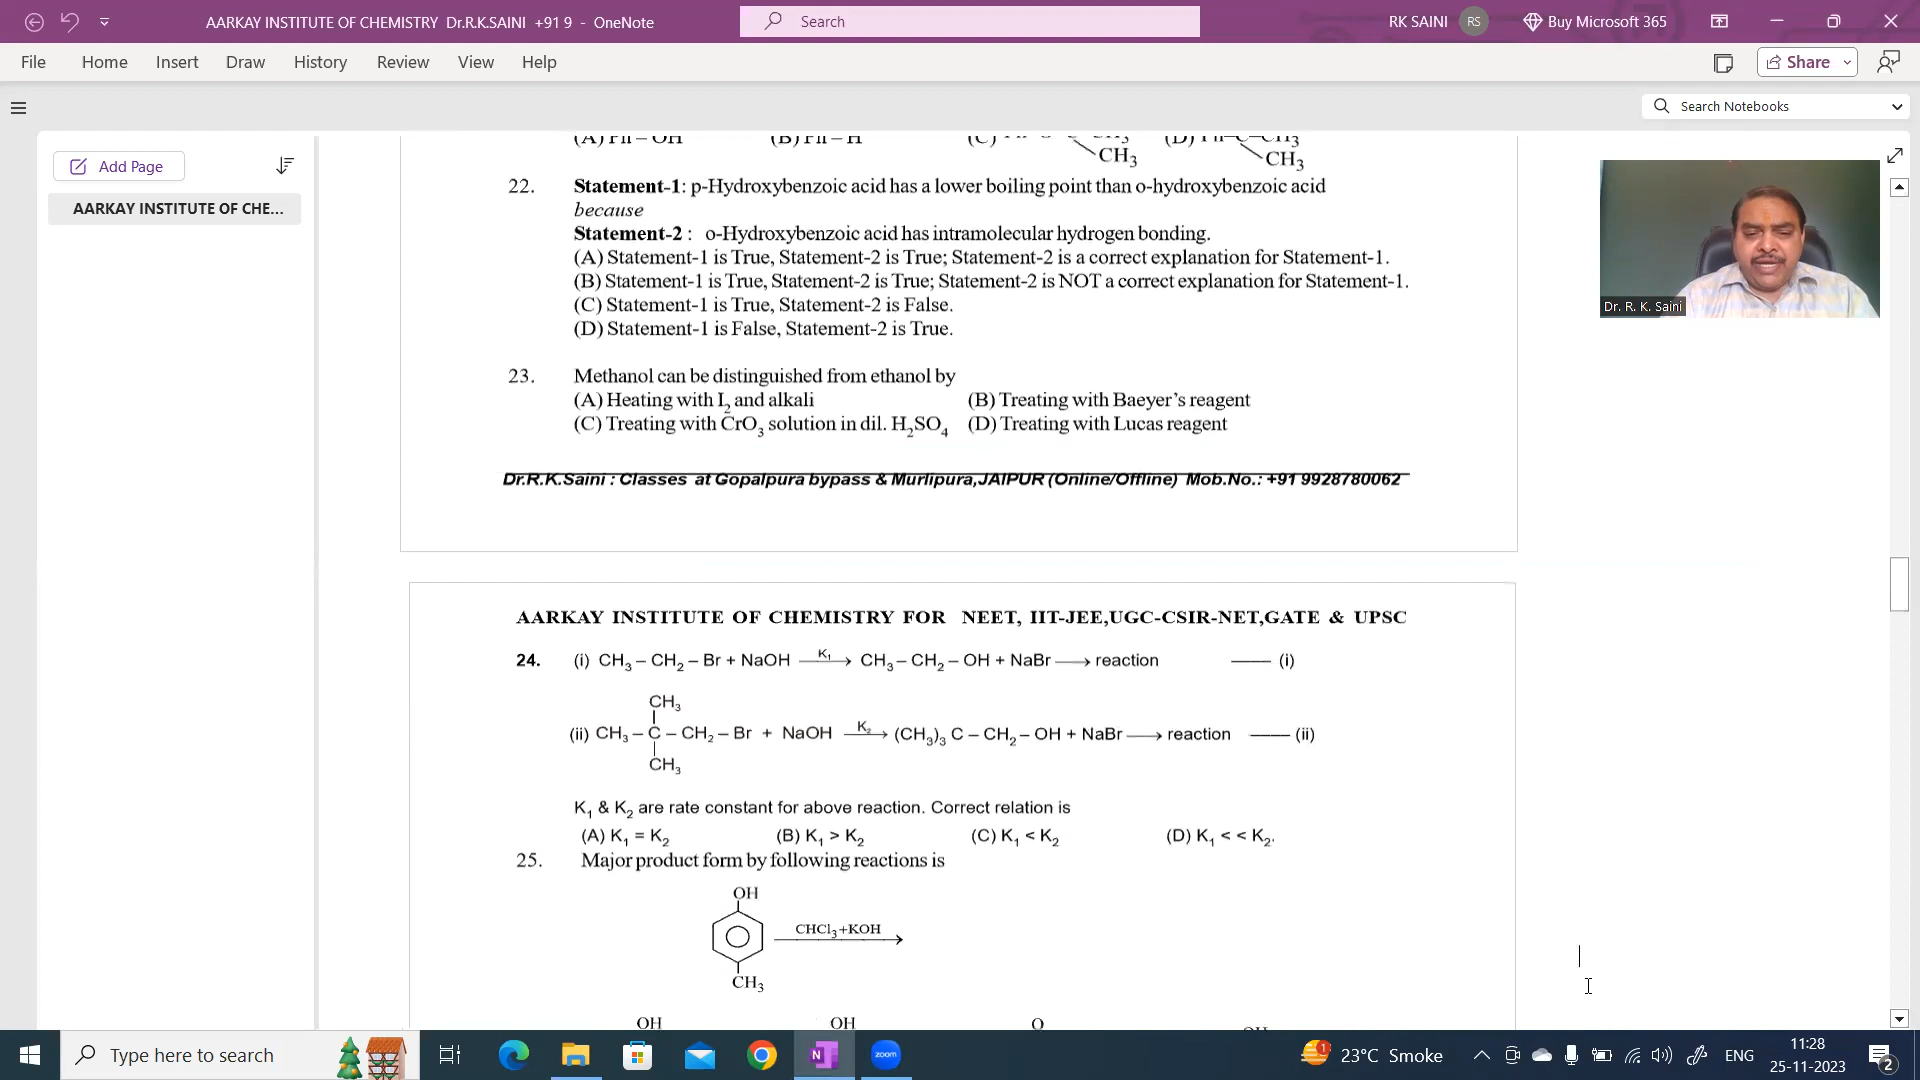 AARKAY INSTITUTE OF CHEMISTRY Dr.R.K.SAINI +91 9 - OneNote
Search
RK SAINI
RS
Buy Microsoft 365
File Home Insert Draw History Review View Help
Share
Search Notebooks
Add Page
AARKAY INSTITUTE OF CHE...
(A) Ph – OH (B) Ph – H
CH₃ CH₃
22. Statement-1: p-Hydroxybenzoic acid has a lower boiling point than o-hydroxybenzoic acid
because
Statement-2 : o-Hydroxybenzoic acid has intramolecular hydrogen bonding.
(A) Statement-1 is True, Statement-2 is True; Statement-2 is a correct explanation for Statement-1.
(B) Statement-1 is True, Statement-2 is True; Statement-2 is NOT a correct explanation for Statement-1.
(C) Statement-1 is True, Statement-2 is False.
(D) Statement-1 is False, Statement-2 is True.
Dr. R. K. Saini
23. Methanol can be distinguished from ethanol by
(A) Heating with I₂ and alkali (B) Treating with Baeyer's reagent
(C) Treating with CrO₃ solution in dil. H₂SO₄ (D) Treating with Lucas reagent
Dr.R.K.Saini : Classes at Gopalpura bypass & Murlipura,JAIPUR (Online/Offline) Mob.No.: +91 9928780062
AARKAY INSTITUTE OF CHEMISTRY FOR NEET, IIT-JEE,UGC-CSIR-NET,GATE & UPSC
24. (i) CH₃ – CH₂ – Br + NaOH —K₁→ CH₃ – CH₂ – OH + NaBr ⟶ reaction —— (i)
CH₃
(ii) CH₃ – C – CH₂ – Br + NaOH —K₂→ (CH₃)₃ C – CH₂ – OH + NaBr ⟶ reaction —— (ii)
CH₃
K₁ & K₂ are rate constant for above reaction. Correct relation is
(A) K₁ = K₂ (B) K₁ > K₂ (C) K₁ < K₂ (D) K₁ < < K₂.
25. Major product form by following reactions is
OH
CHCl₃+KOH
CH₃
OH OH O
Type here to search
zoom
23°C Smoke
ENG
11:28
25-11-2023
2